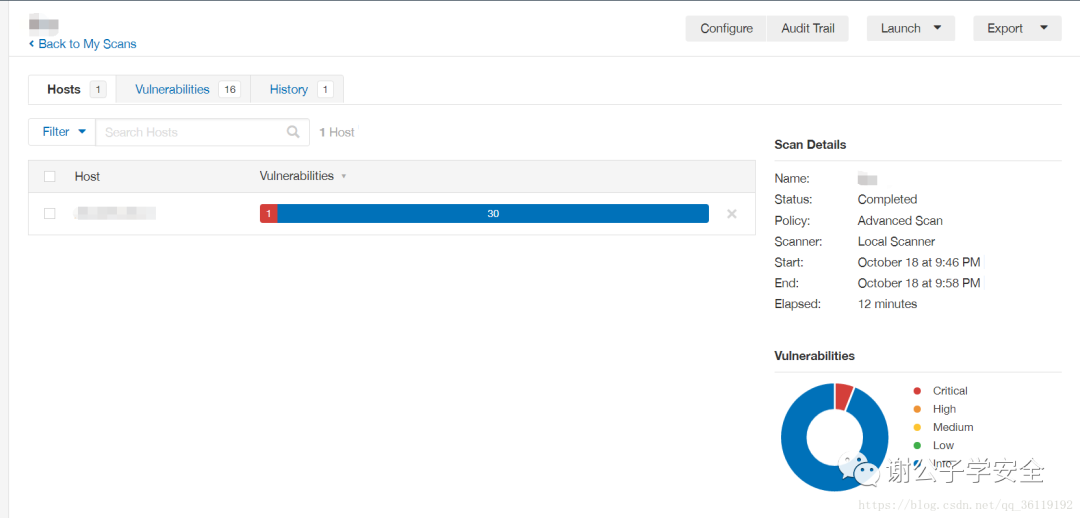 Back to My Scans
Configure Audit Trail Launch Export
Hosts 1 Vulnerabilities 16 History 1
Filter Search Hosts 1 Host
Host Vulnerabilities
1 30
Scan Details
Name:
Status: Completed
Policy: Advanced Scan
Scanner: Local Scanner
Start: October 18 at 9:46 PM
End: October 18 at 9:58 PM
Elapsed: 12 minutes
Vulnerabilities
Critical
High
Medium
Low
Info
谢公子学安全
https://blog.csdn.net/qq_36119192